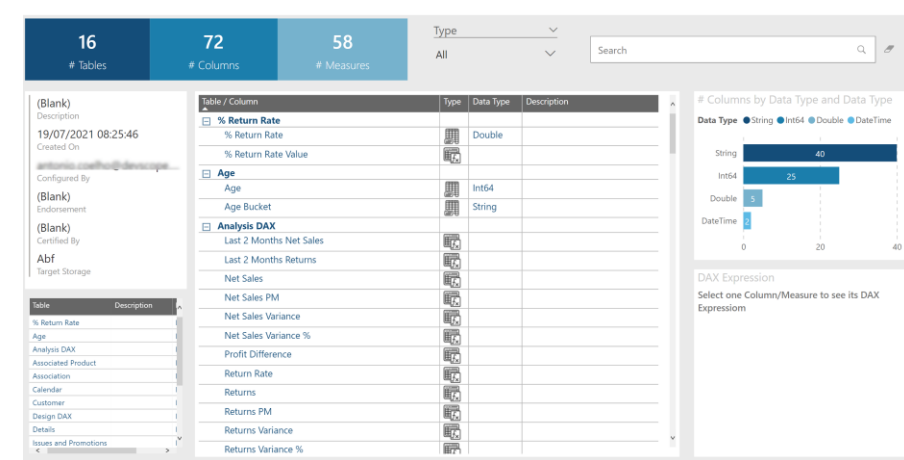 16
# Tables
72
# Columns
58
# Measures
Type
All
Search
(Blank)
Description
19/07/2021 08:25:46
Created On
Configured By
(Blank)
Endorsement
(Blank)
Certified By
Abf
Target Storage
Table Description
% Return Rate
Age
Analysis DAX
Associated Product
Association
Calendar
Customer
Design DAX
Details
Issues and Promotions
Table / Column Type Data Type Description
% Return Rate
% Return Rate Double
% Return Rate Value
Age
Age Int64
Age Bucket String
Analysis DAX
Last 2 Months Net Sales
Last 2 Months Returns
Net Sales
Net Sales PM
Net Sales Variance
Net Sales Variance %
Profit Difference
Return Rate
Returns
Returns PM
Returns Variance
Returns Variance %
# Columns by Data Type and Data Type
Data Type String Int64 Double DateTime
String 40
Int64 25
Double 5
DateTime 2
0 20 40
DAX Expression
Select one Column/Measure to see its DAX
Expressiom